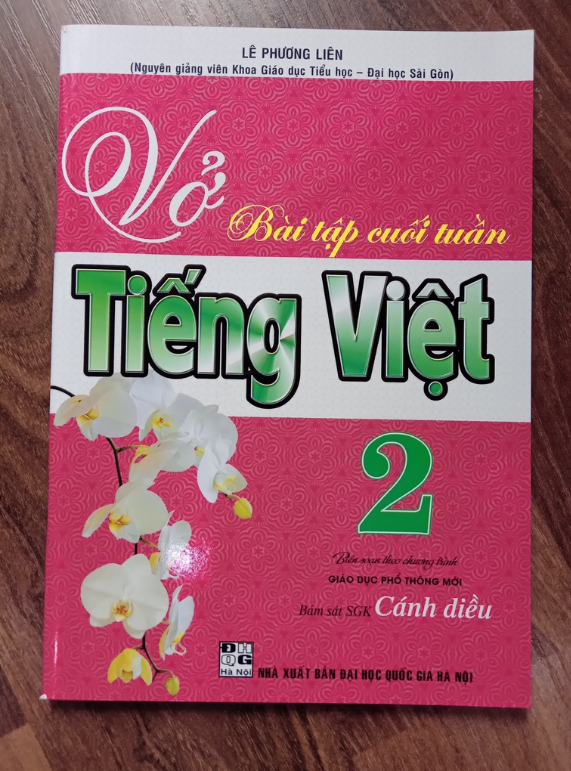 LÊ PHƯƠNG LIÊN
(Nguyên giảng viên Khoa Giáo dục Tiểu học – Đại học Sài Gòn)
Vở
Bài tập cuối tuần
Tiếng Việt
2
Biên soạn theo chương trình
GIÁO DỤC PHỔ THÔNG MỚI
Bám sát SGK Cánh diều
ĐH
QG
Hà Nội
NHÀ XUẤT BẢN ĐẠI HỌC QUỐC GIA HÀ NỘI